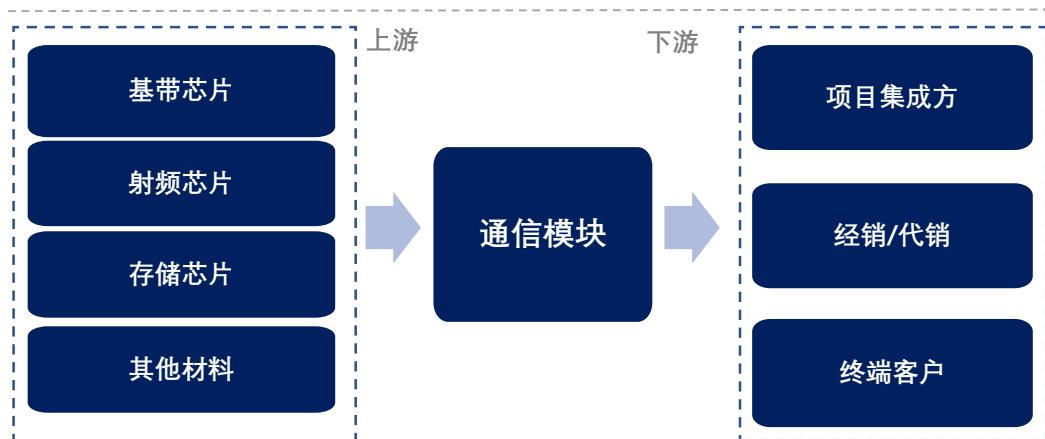 上游
基带芯片
射频芯片
存储芯片
其他材料
通信模块
下游
项目集成方
经销/代销
终端客户